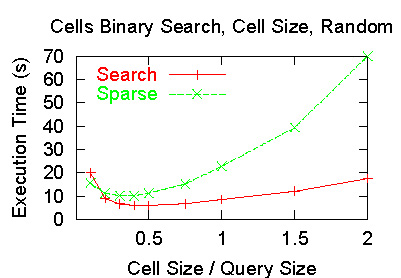 Cells Binary Search, Cell Size, Random
Execution Time (s)
70
60
50
40
30
20
10
0
Search
Sparse
0.5
1
1.5
2
Cell Size / Query Size